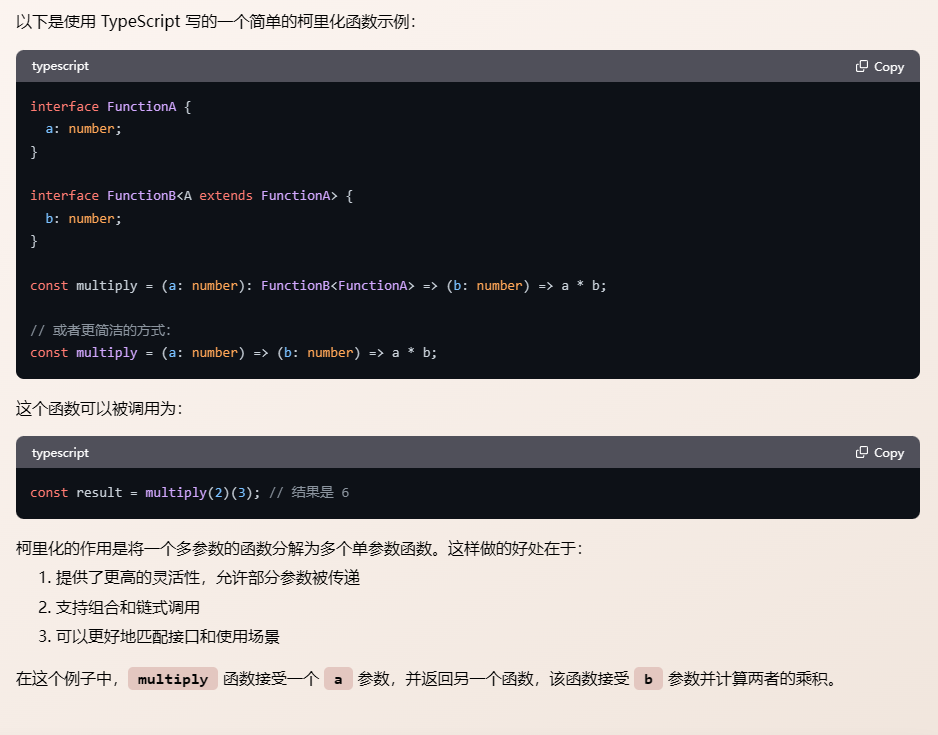 以下是使用 TypeScript 写的一个简单的柯里化函数示例：
typescript
Copy
interface FunctionA {
  a: number;
}
interface FunctionB<A extends FunctionA> {
  b: number;
}
const multiply = (a: number): FunctionB<FunctionA> => (b: number) => a * b;
// 或者更简洁的方式：
const multiply = (a: number) => (b: number) => a * b;
这个函数可以被调用为：
typescript
Copy
const result = multiply(2)(3); // 结果是 6
柯里化的作用是将一个多参数的函数分解为多个单参数函数。这样做的好处在于：
1. 提供了更高的灵活性，允许部分参数被传递
2. 支持组合和链式调用
3. 可以更好地匹配接口和使用场景
在这个例子中， multiply 函数接受一个 a 参数，并返回另一个函数，该函数接受 b 参数并计算两者的乘积。